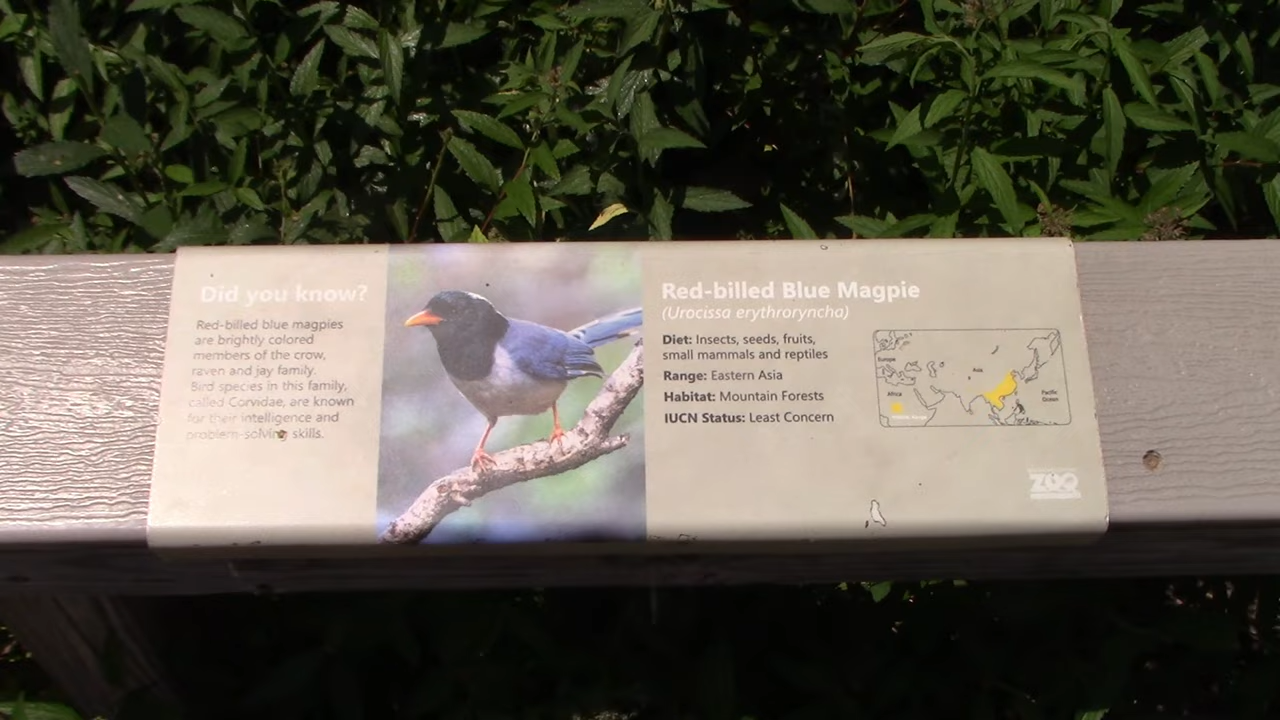 Did you know?
Red-billed blue magpies
are brightly colored
members of the crow,
raven and jay family.
Bird species in this family,
called Corvidae, are known
for their intelligence and
problem-solving skills.
Red-billed Blue Magpie
(Urocissa erythroryncha)
Diet: Insects, seeds, fruits,
small mammals and reptiles
Range: Eastern Asia
Habitat: Mountain Forests
IUCN Status: Least Concern
Europe
Asia
Africa
Pacific
Ocean
ZOO